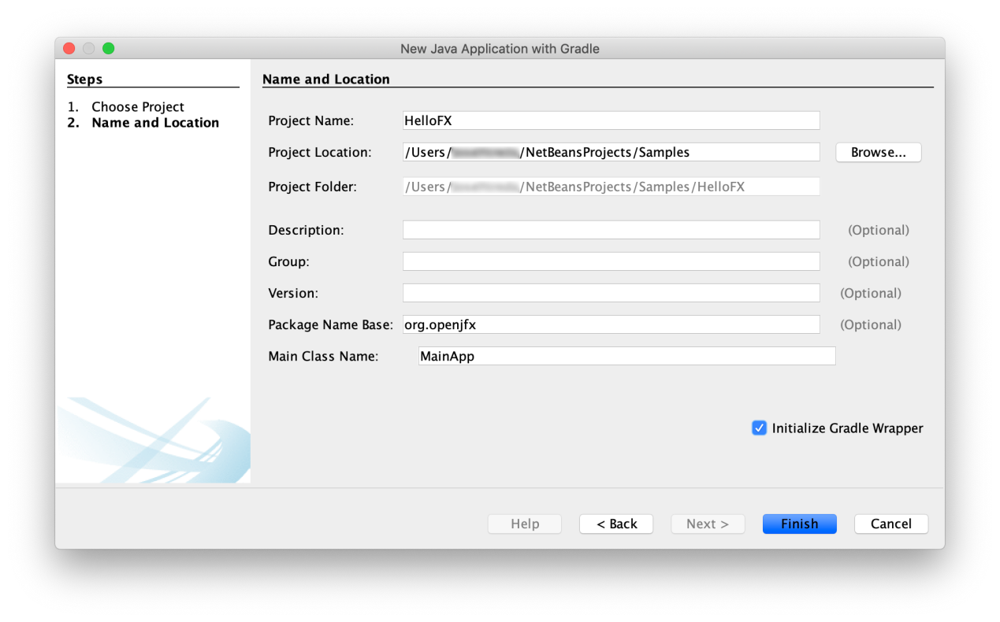 New Java Application with Gradle
Steps
1. Choose Project
2. Name and Location
Name and Location
Project Name: HelloFX
Project Location: /Users/ /NetBeansProjects/Samples Browse...
Project Folder: /Users/ /NetBeansProjects/Samples/HelloFX
Description: (Optional)
Group: (Optional)
Version: (Optional)
Package Name Base: org.openjfx (Optional)
Main Class Name: MainApp
Initialize Gradle Wrapper
Help < Back Next > Finish Cancel